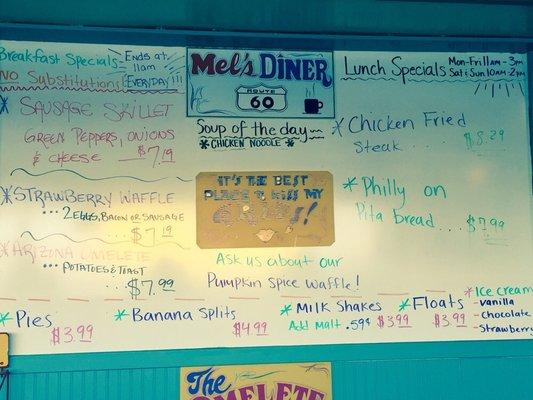 Breakfast Specials
Ends at
11am
EVERYDAY!!!
No Substitutions
* SAUSAGE SKILLET
GREEN PEPPERS, ONIONS
& CHEESE $7.19
* STRAWBERRY WAFFLE
... 2 EGGS, BACON OR SAUSAGE
... $7.19
* ARIZONA OMELETE
... POTATOES & TOAST
... $7.99
Mel's DINER
ROUTE
60
Soup of the day
* CHICKEN NOODLE *
IT'S THE BEST
PLACE KISS MY
Ask us about our
Pumpkin Spice Waffle!
Lunch Specials
Mon-Fri 11am - 3pm
Sat & Sun 10am - 2pm
* Chicken Fried
Steak ... $8.29
* Philly on
Pita bread .... $7.99
* Pies
$3.99
* Banana Splits
$4.99
* Milk Shakes
Add Malt .59¢ $3.99
* Floats
$3.99
* Ice cream
- Vanilla
- Chocolate
- Strawberry
The
OMELETE